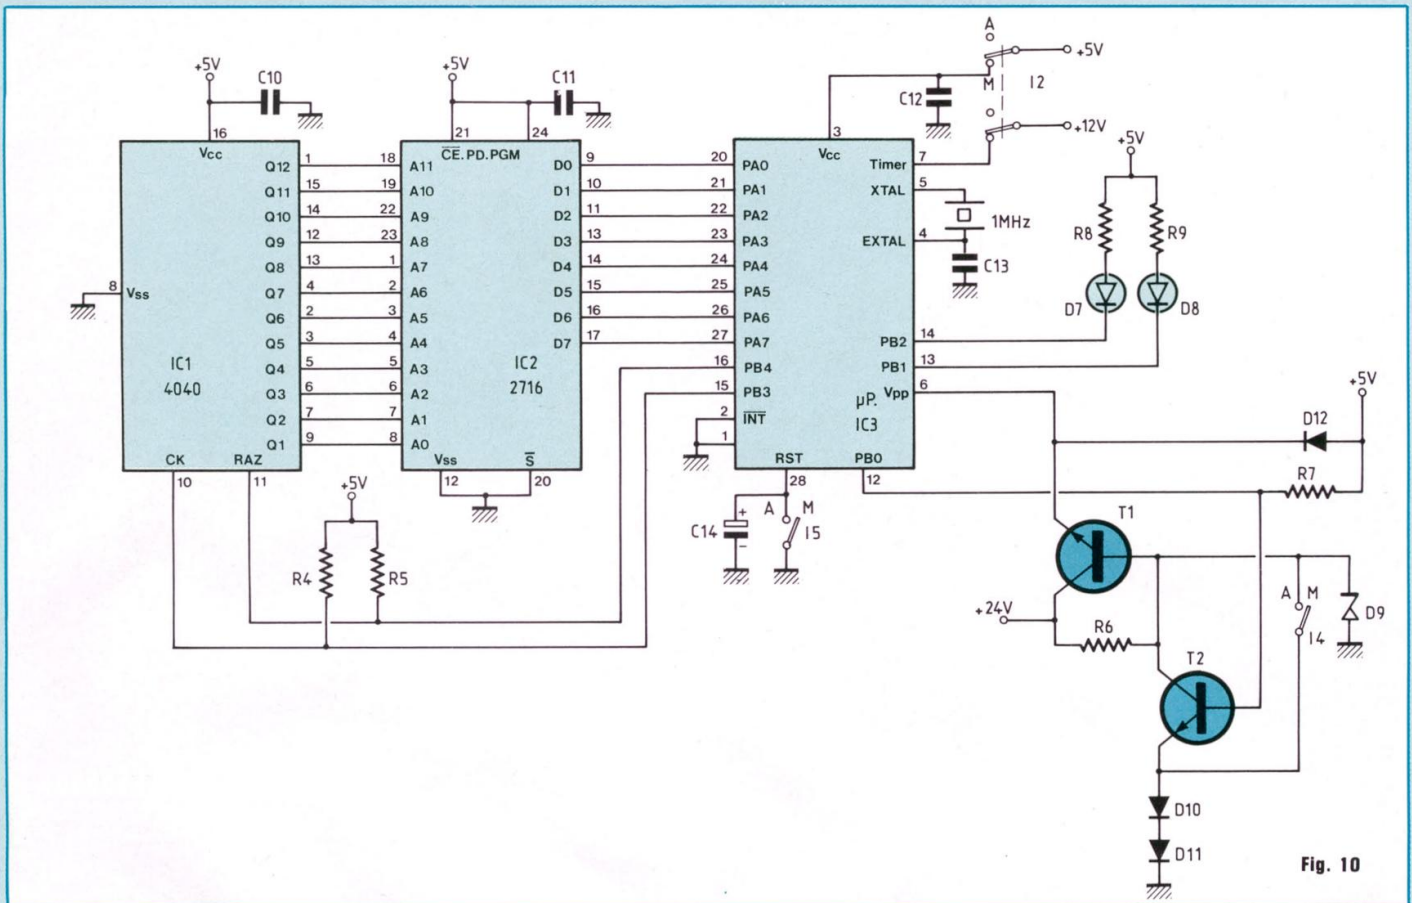 +5V
C10
16
Vcc
Q12 1
Q11 15
Q10 14
Q9 12
Q8 13
Q7 4
Q6 2
Q5 3
Q4 5
Q3 6
Q2 7
Q1 9
8 Vss
IC1
4040
CK
RAZ
10
11
+5V
C11
21
24
CE. PD. PGM
18 A11
19 A10
22 A9
23 A8
1 A7
2 A6
3 A5
4 A4
5 A3
6 A2
7 A1
8 A0
D0 9
D1 10
D2 11
D3 13
D4 14
D5 15
D6 16
D7 17
IC2
2716
Vss
S
12
20
+5V
R4
R5
C12
3
Vcc
20 PA0
21 PA1
22 PA2
23 PA3
24 PA4
25 PA5
26 PA6
27 PA7
16 PB4
15 PB3
2 INT
1
Timer 7
XTAL 5
EXTAL 4
PB2 14
PB1 13
Vpp 6
µP.
IC3
RST
PB0
28
12
A
+5V
M
I2
+12V
1MHz
C13
+5V
R8
R9
D7
D8
C14
+
-
A
M
I5
+5V
D12
R7
T1
+24V
R6
A
M
I4
D9
T2
D10
D11
Fig. 10